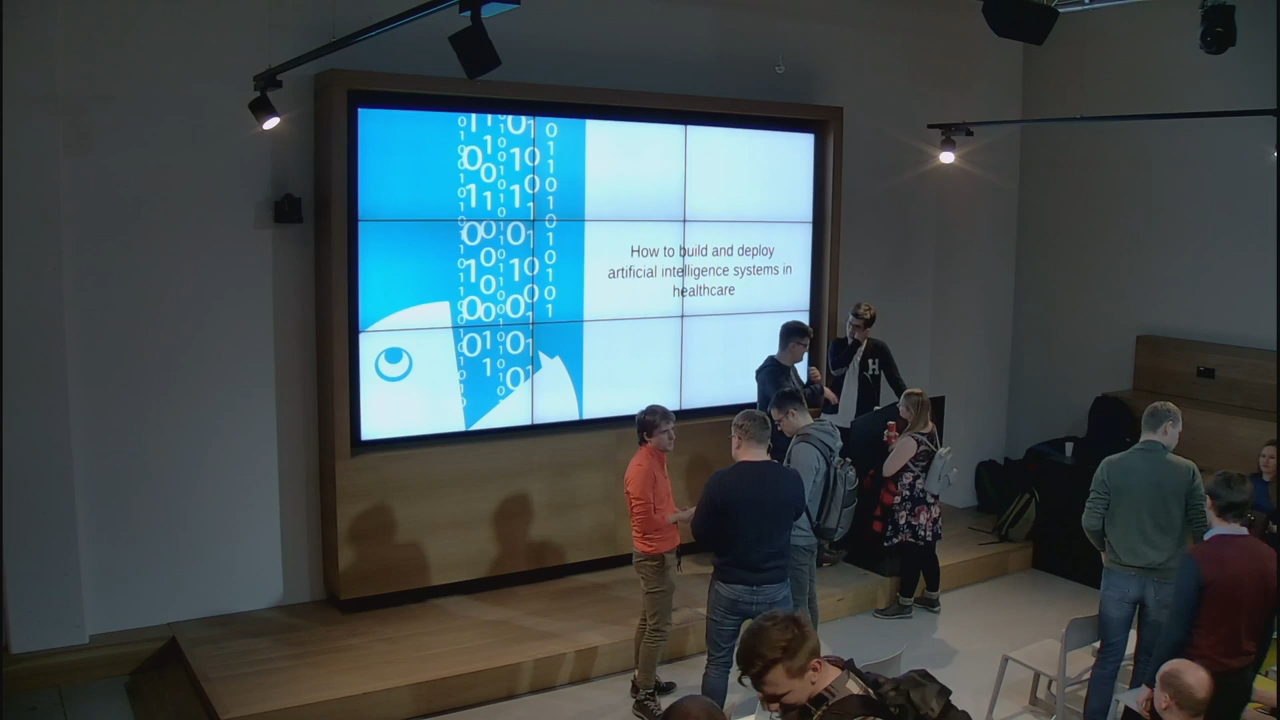 How to build and deploy
artificial intelligence systems in
healthcare
H